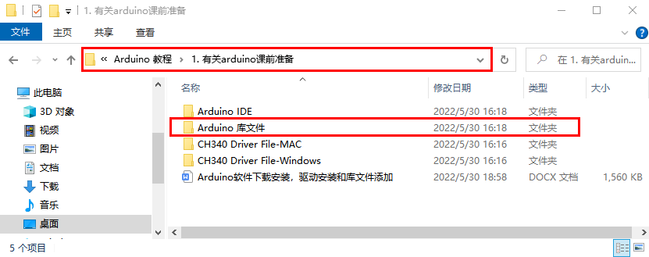 1. 有关arduino课前准备
文件 主页 共享 查看
« Arduino 教程 > 1. 有关arduino课前准备 在 1. 有关arduin...
此电脑
3D 对象
视频
图片
文档
下载
音乐
桌面
名称 修改日期 类型 大小
Arduino IDE 2022/5/30 16:18 文件夹
Arduino 库文件 2022/5/30 16:18 文件夹
CH340 Driver File-MAC 2022/5/30 16:16 文件夹
CH340 Driver File-Windows 2022/5/30 16:16 文件夹
Arduino软件下载安装，驱动安装和库文件添加 2022/5/30 18:58 DOCX 文档 1,560 KB
5 个项目